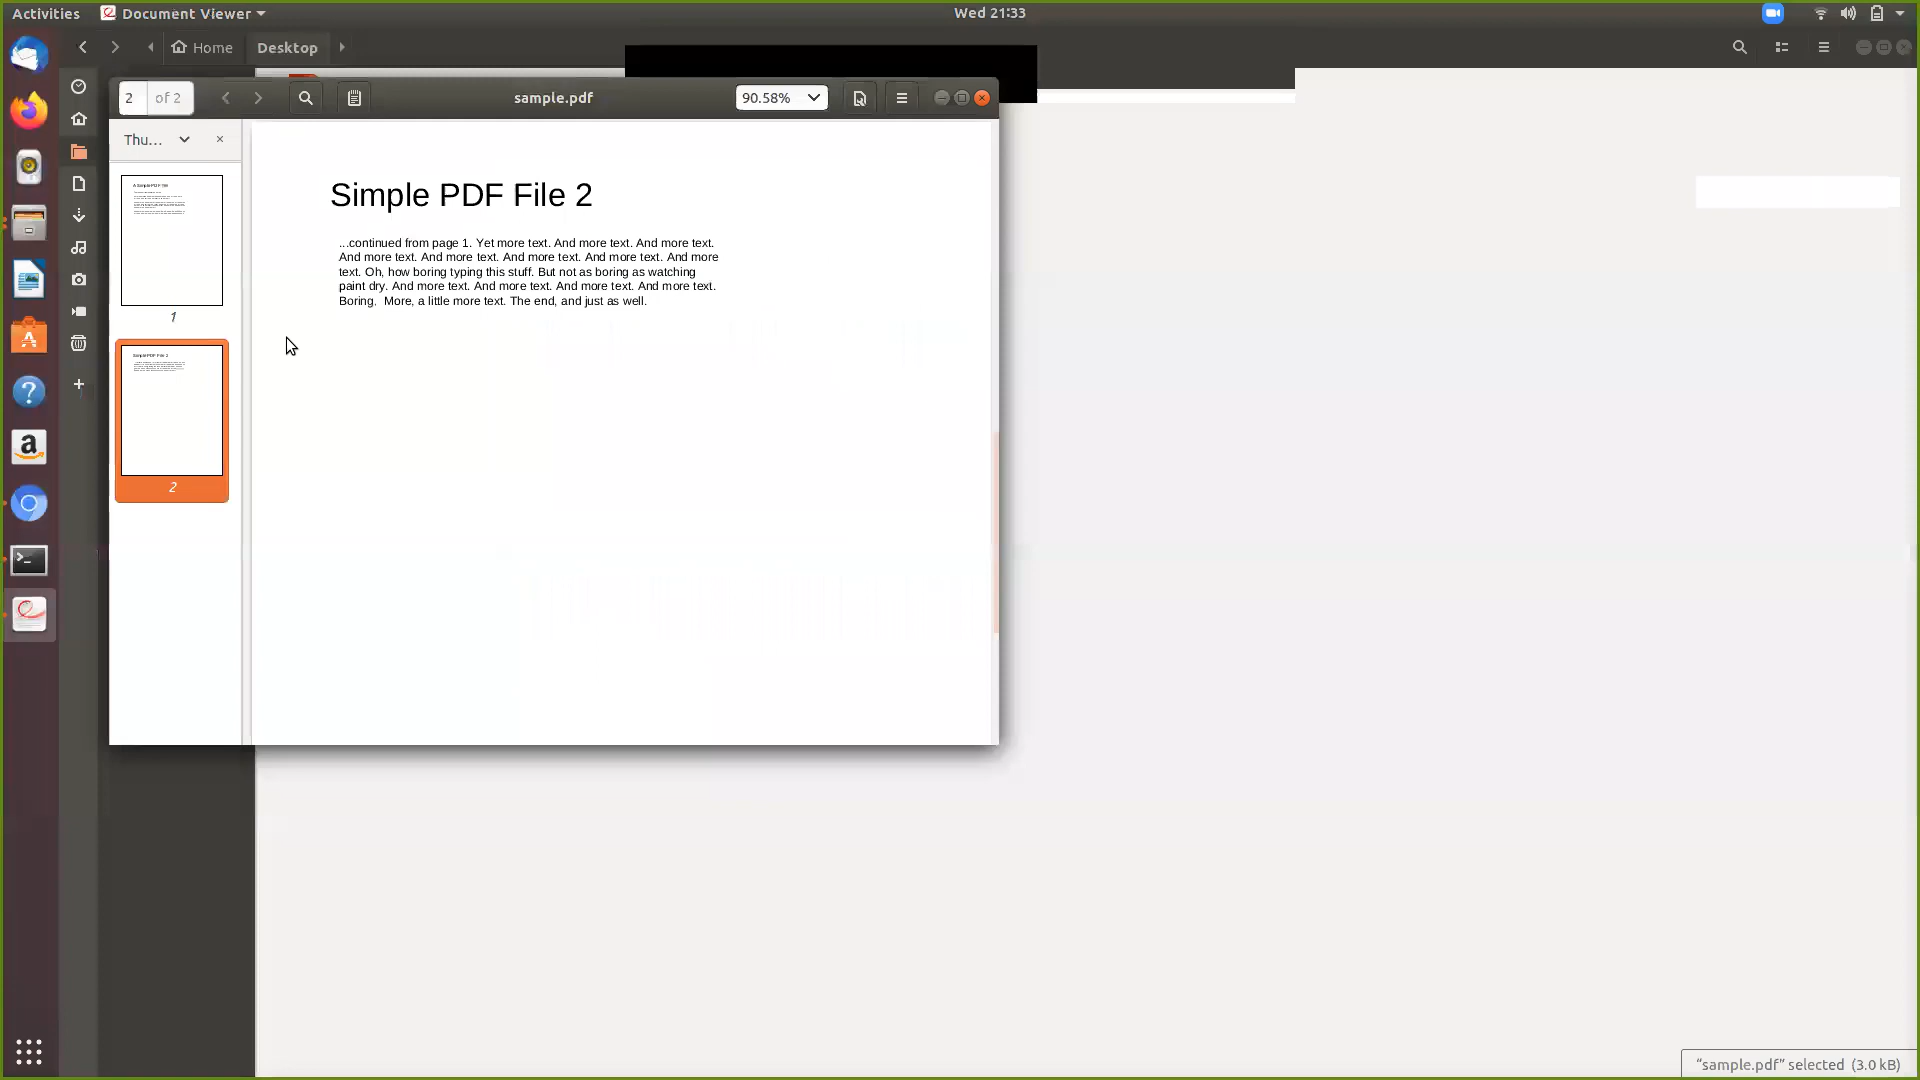 Activities
Document Viewer
Wed 21:33
Home
Desktop
2 of 2
sample.pdf
90.58%
Thu...
1
2
Simple PDF File 2
...continued from page 1. Yet more text. And more text. And more text.
And more text. And more text. And more text. And more text. And more
text. Oh, how boring typing this stuff. But not as boring as watching
paint dry. And more text. And more text. And more text. And more text.
Boring.  More, a little more text. The end, and just as well.
“sample.pdf” selected (3.0 kB)